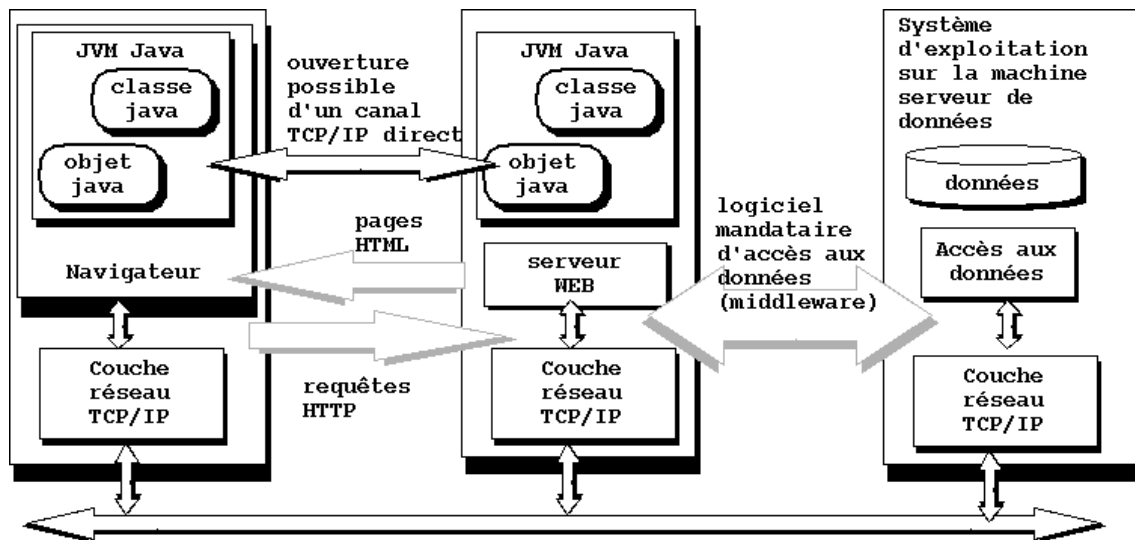 JVM Java
classe
java
objet
java
Navigateur
Couche
réseau
TCP/IP
ouverture
possible
d'un canal
TCP/IP direct
pages
HTML
requêtes
HTTP
JVM Java
classe
java
objet
java
serveur
WEB
Couche
réseau
TCP/IP
logiciel
mandataire
d'accès aux
données
(middleware)
Système
d'exploitation
sur la machine
serveur de
données
données
Accès aux
données
Couche
réseau
TCP/IP